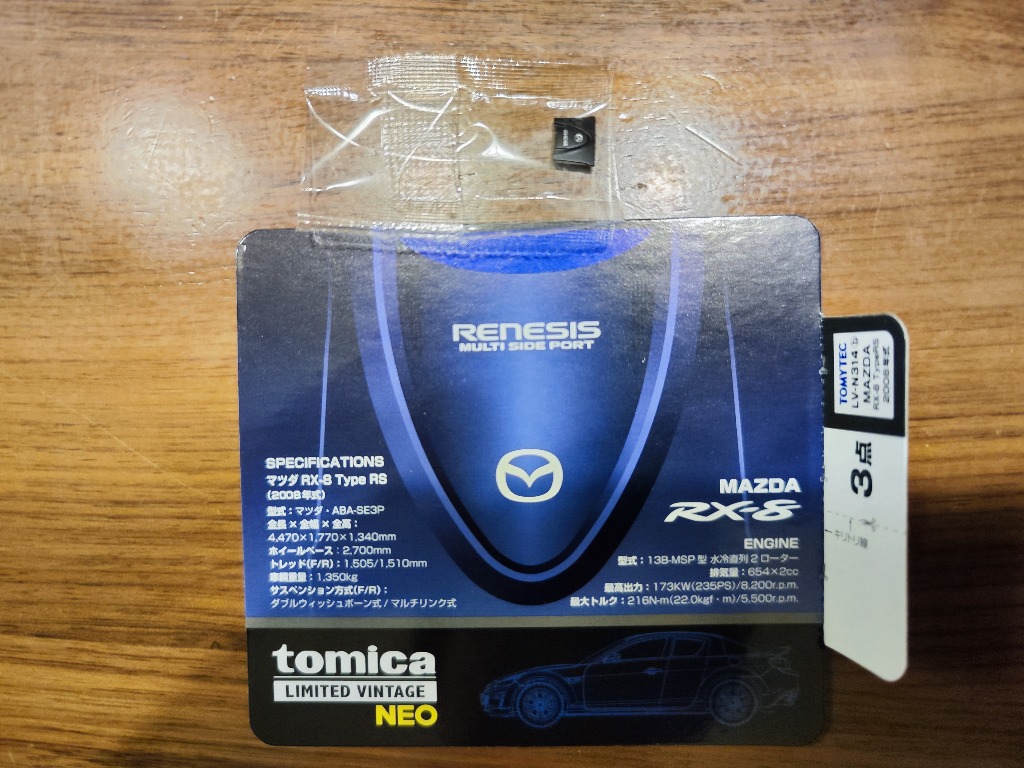 RENESIS
MULTI SIDE PORT
SPECIFICATIONS
マツダ RX-8 Type RS
(2008年式)
型式：マツダ・ABA-SE3P
全長×全幅×全高：
4,470×1,770×1,340mm
ホイールベース：2,700mm
トレッド(F/R)：1,505/1,510mm
車輌重量：1,350kg
サスペンション方式(F/R)：
ダブルウィッシュボーン式 / マルチリンク式
MAZDA
RX-8
ENGINE
型式：13B-MSP 型 水冷直列 2 ローター
排気量：654×2cc
最高出力：173KW(235PS)/8,200r.p.m.
最大トルク：216N-m(22.0kgf・m)/5,500r.p.m.
tomica
LIMITED VINTAGE
NEO
TOMYTEC
LV-N314 b
MAZDA
RX-8 TypeRS
2008年式
3点
キリトリ線